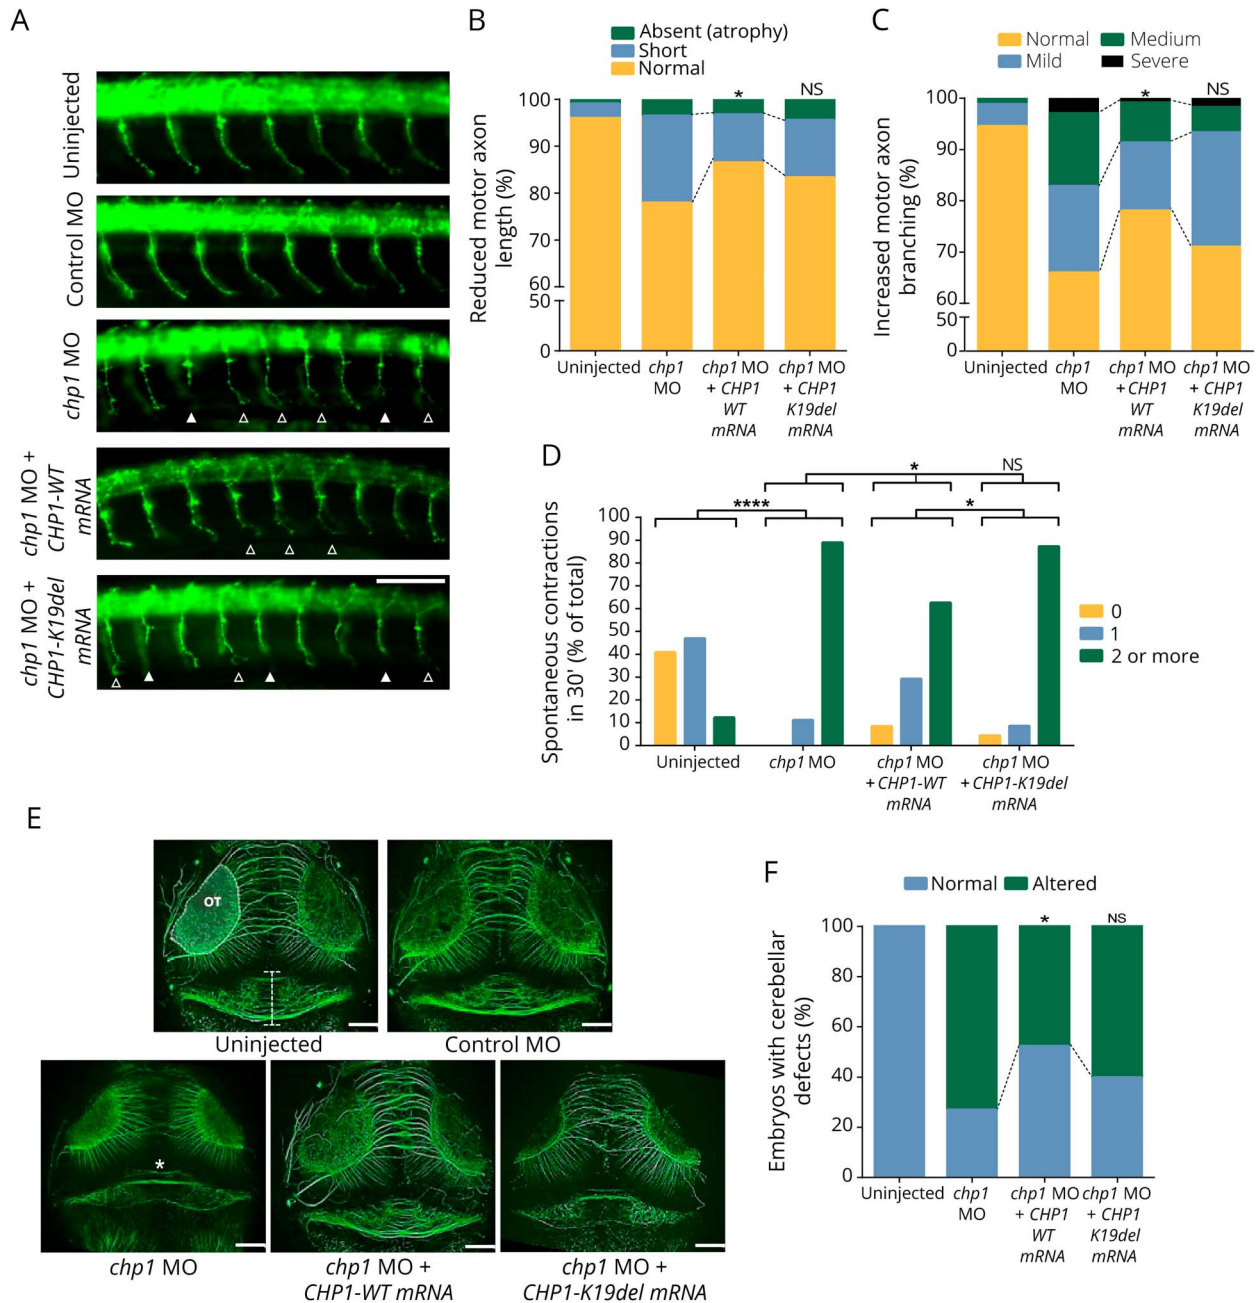 A
Uninjected
Control MO
chp1 MO
chp1 MO +
CHP1-WT
mRNA
chp1 MO +
CHP1-K19del
mRNA
B
Absent (atrophy)
Short
Normal
Reduced motor axon
length (%)
100
90
80
70
60
50
0
*
NS
Uninjected
chp1
MO
chp1 MO
+ CHP1
WT
mRNA
chp1 MO
+ CHP1
K19del
mRNA
C
Normal
Medium
Mild
Severe
Increased motor axon
branching (%)
100
90
80
70
60
50
0
*
NS
Uninjected
chp1
MO
chp1 MO
+ CHP1
WT
mRNA
chp1 MO
+ CHP1
K19del
mRNA
D
Spontaneous contractions
in 30' (% of total)
100
90
80
70
60
50
40
30
20
10
0
*
NS
****
*
0
1
2 or more
Uninjected
chp1 MO
chp1 MO
+ CHP1-WT
mRNA
chp1 MO
+ CHP1-K19del
mRNA
E
OT
Uninjected
Control MO
*
chp1 MO
chp1 MO +
CHP1-WT mRNA
chp1 MO +
CHP1-K19del mRNA
F
Normal
Altered
Embryos with cerebellar
defects (%)
100
80
60
40
20
0
*
NS
Uninjected
chp1
MO
chp1 MO
+ CHP1
WT
mRNA
chp1 MO
+ CHP1
K19del
mRNA